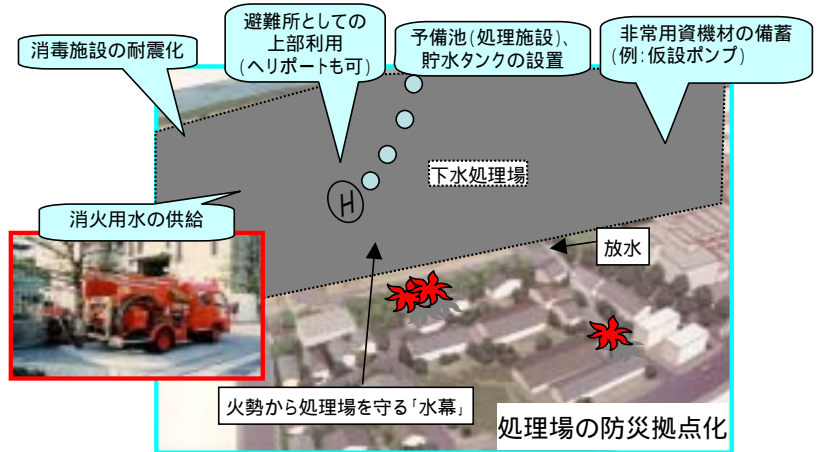 消毒施設の耐震化
避難所としての
上部利用
(ヘリポートも可)
予備池(処理施設)、
貯水タンクの設置
非常用資機材の備蓄
(例:仮設ポンプ)
下水処理場
H
消火用水の供給
放水
火勢から処理場を守る「水幕」
処理場の防災拠点化